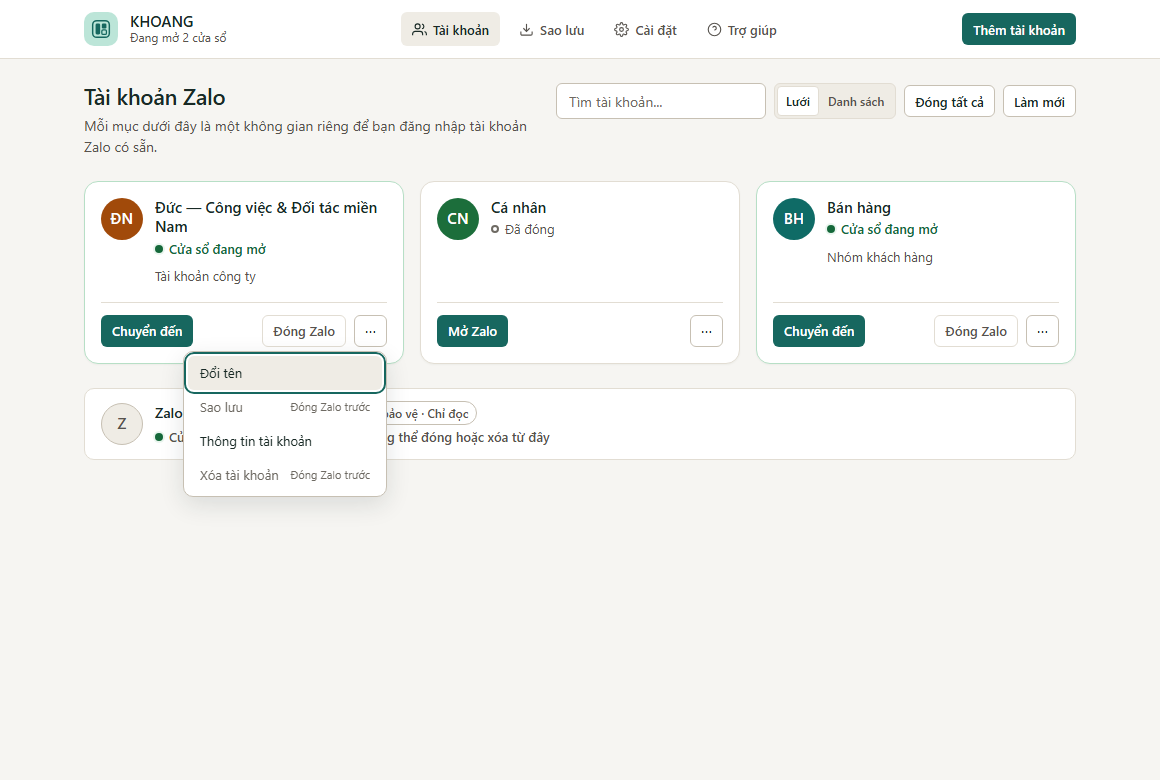 KHOANG
Đang mở 2 cửa sổ
Tài khoản
Sao lưu
Cài đặt
Trợ giúp
Thêm tài khoản
Tài khoản Zalo
Mỗi mục dưới đây là một không gian riêng để bạn đăng nhập tài khoản
Zalo có sẵn.
Tìm tài khoản...
Lưới
Danh sách
Đóng tất cả
Làm mới
ĐN
Đức — Công việc & Đối tác miền
Nam
Cửa sổ đang mở
Tài khoản công ty
Chuyển đến
Đóng Zalo
...
CN
Cá nhân
Đã đóng
Mở Zalo
...
BH
Bán hàng
Cửa sổ đang mở
Nhóm khách hàng
Chuyển đến
Đóng Zalo
...
Đổi tên
Sao lưu
Đóng Zalo trước
Thông tin tài khoản
Xóa tài khoản
Đóng Zalo trước
Z
Zalo
vệ · Chỉ đọc
thể đóng hoặc xóa từ đây